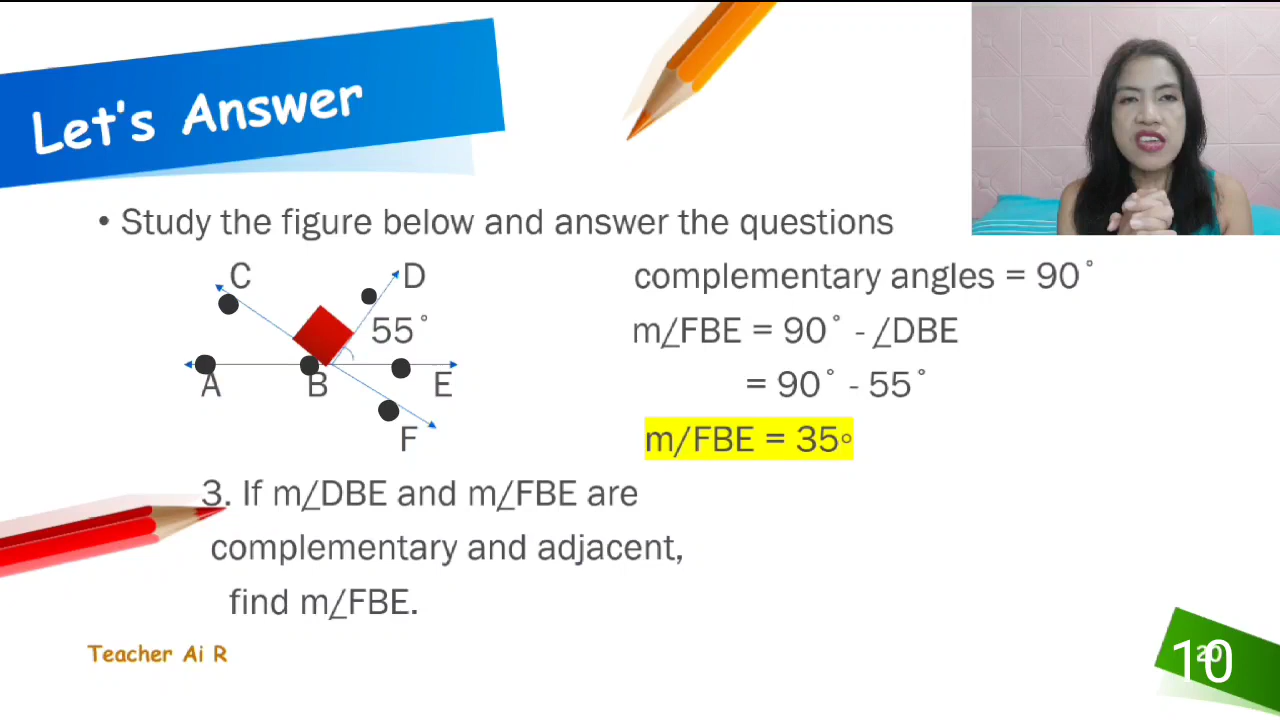 Let's Answer
• Study the figure below and answer the questions
C
D
55°
A
B
E
F
complementary angles = 90°
m∠FBE = 90° - ∠DBE
= 90° - 55°
m/FBE = 35°
3. If m∠DBE and m∠FBE are
complementary and adjacent,
find m∠FBE.
Teacher Ai R
20
10